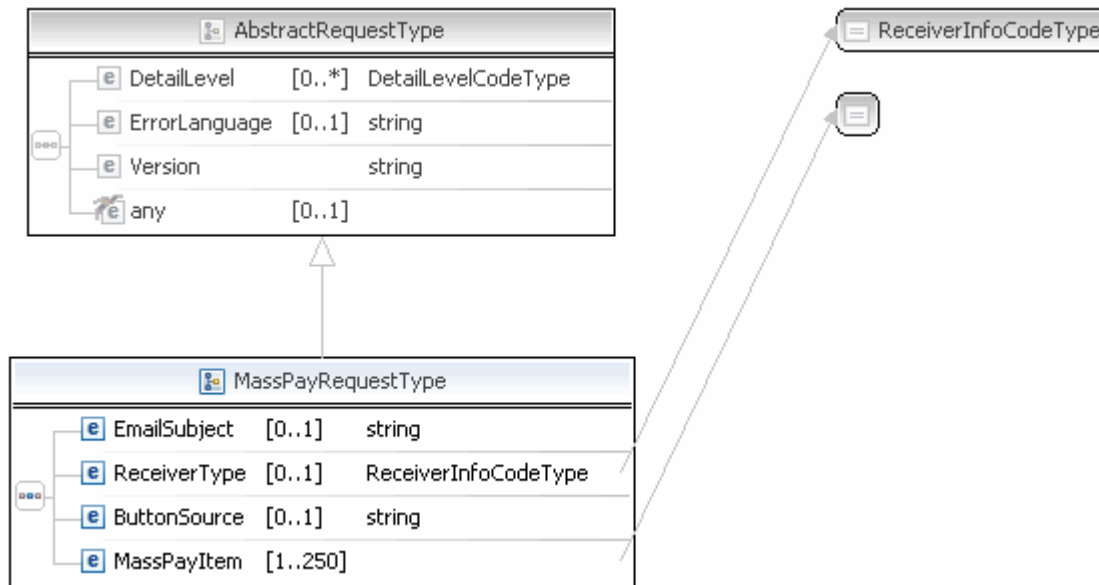 AbstractRequestType
e DetailLevel [0..*] DetailLevelCodeType
e ErrorLanguage [0..1] string
e Version string
e any [0..1]
ReceiverInfoCodeType
MassPayRequestType
e EmailSubject [0..1] string
e ReceiverType [0..1] ReceiverInfoCodeType
e ButtonSource [0..1] string
e MassPayItem [1..250]